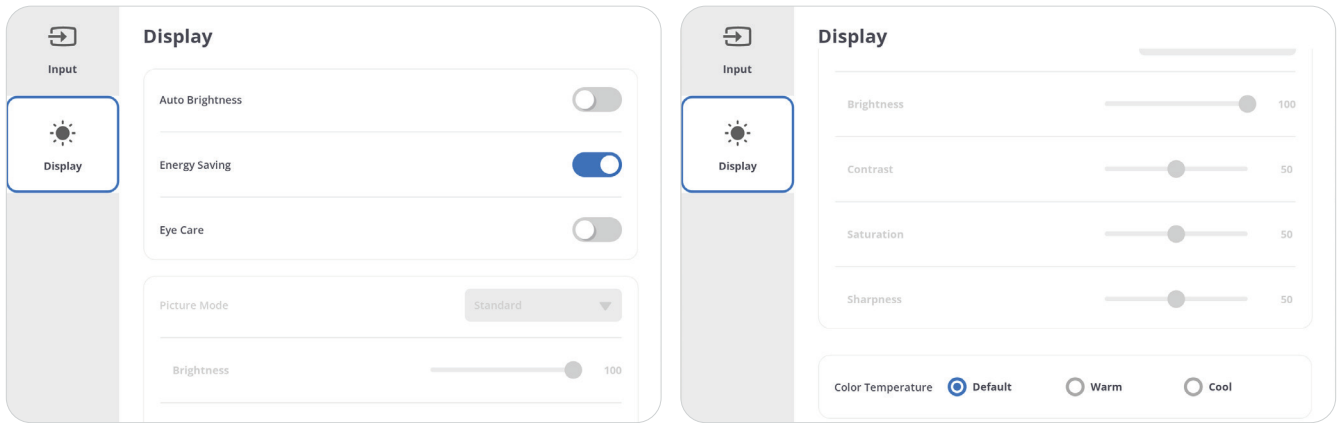 Input
Display
Display
Auto Brightness
Energy Saving
Eye Care
Picture Mode Standard
Brightness 100
Input
Display
Display
Brightness 100
Contrast 50
Saturation 50
Sharpness 50
Color Temperature Default Warm Cool